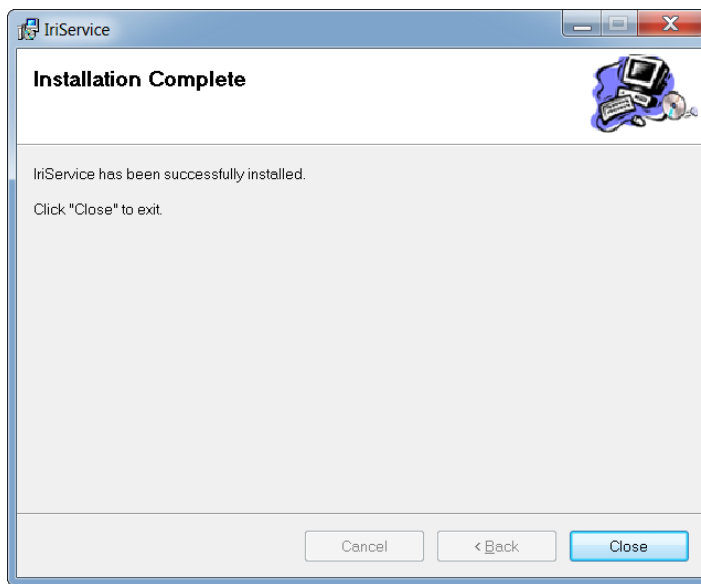 IriService
Installation Complete
IriService has been successfully installed.
Click "Close" to exit.
Cancel
< Back
Close